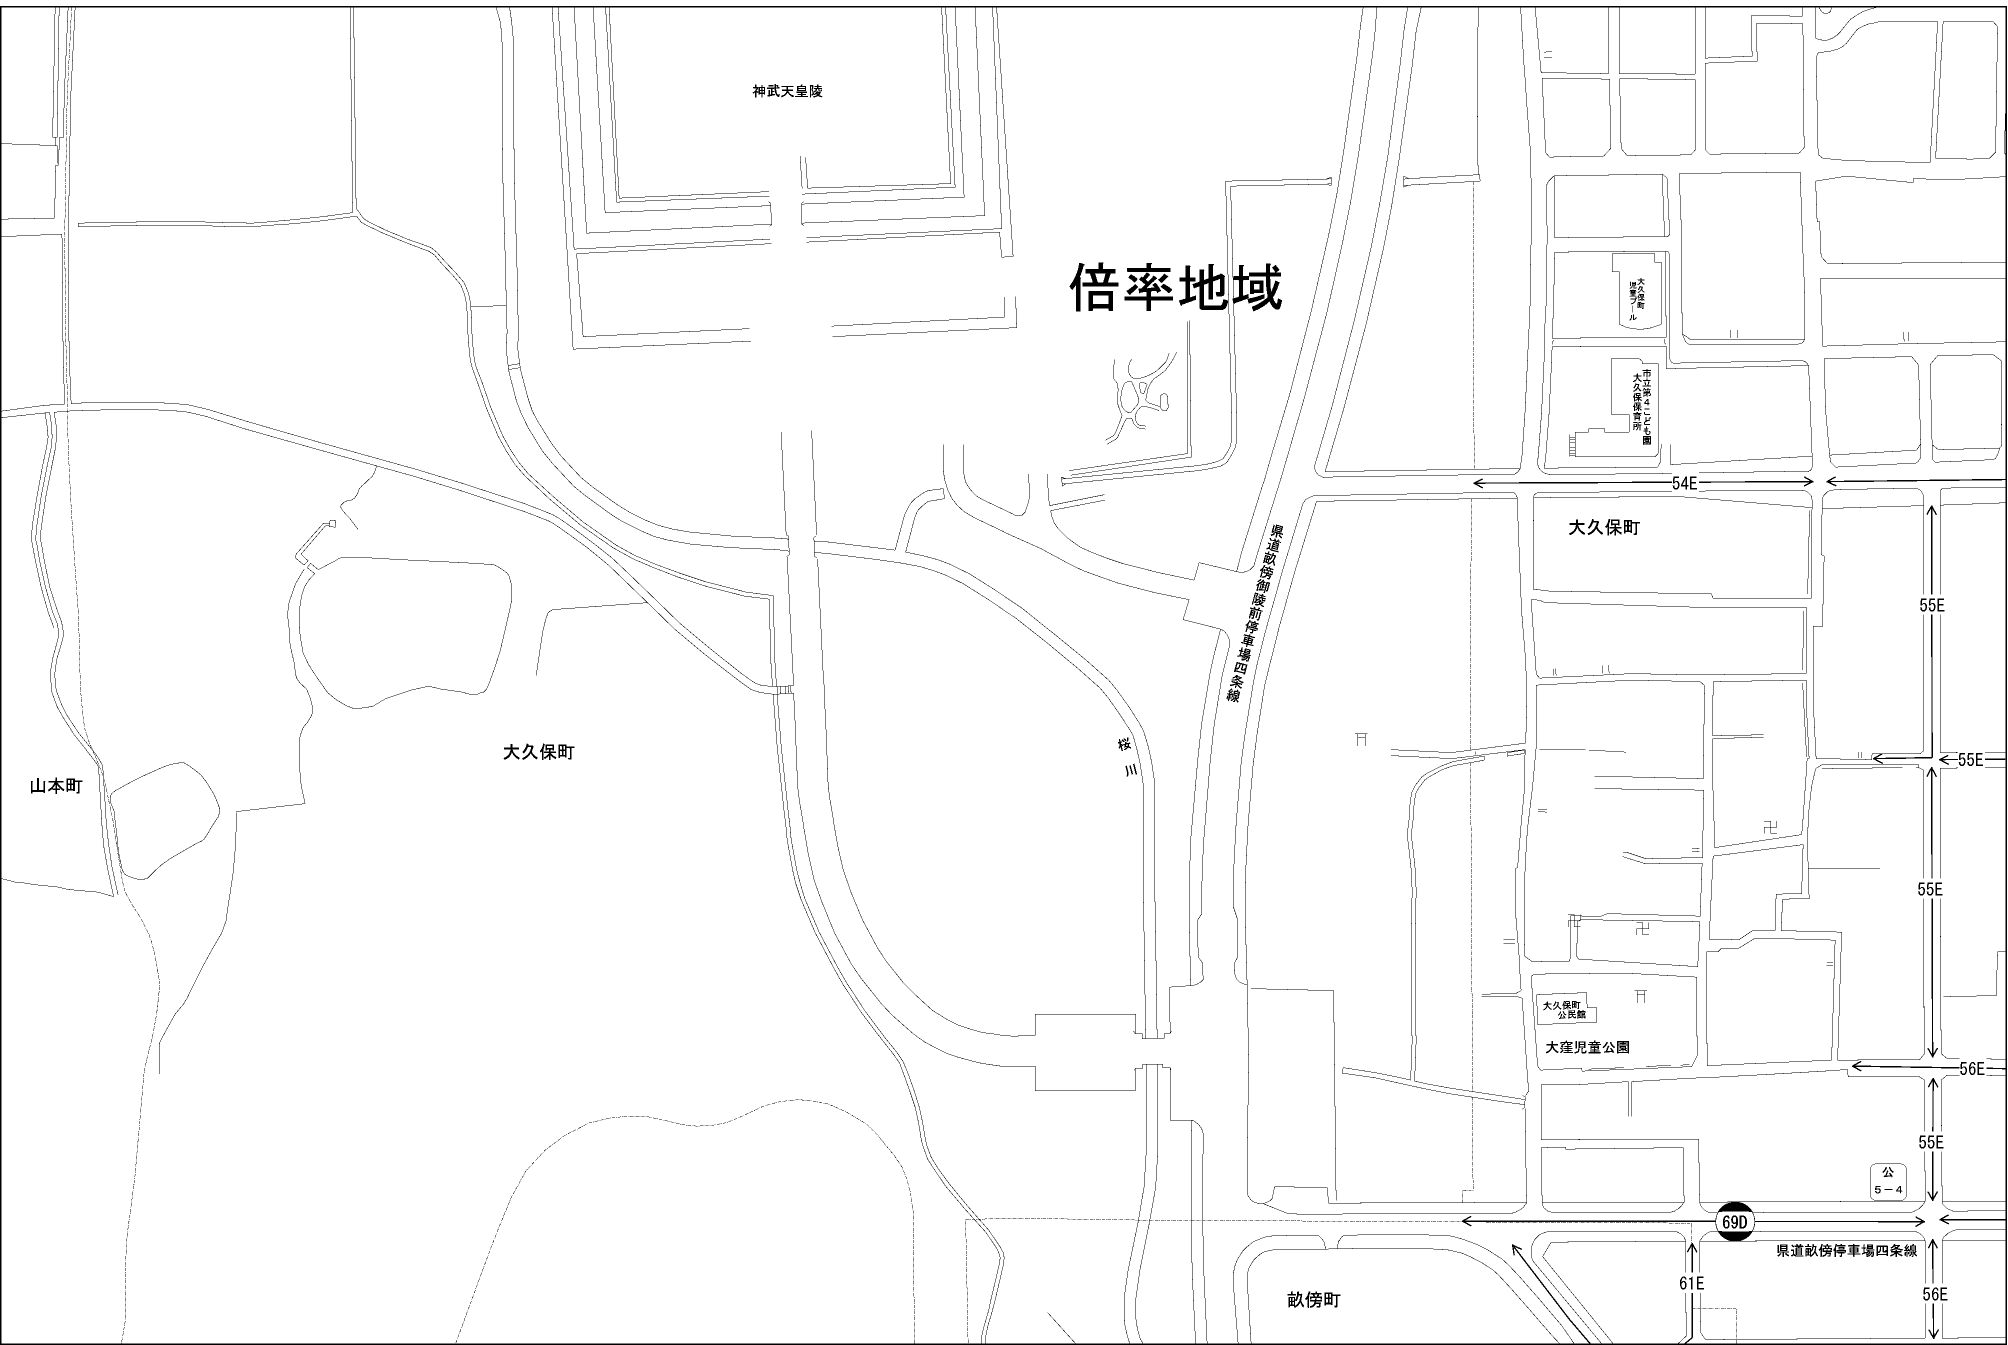 神武天皇陵
倍率地域
大久保町
児童プール
市立第4こども園
大久保保育所
54E
大久保町
県道畝傍御陵前停車場四条線
55E
大久保町
桜川
山本町
55E
55E
大久保町
公民館
大窪児童公園
56E
55E
公
5-4
69D
県道畝傍停車場四条線
61E
56E
畝傍町